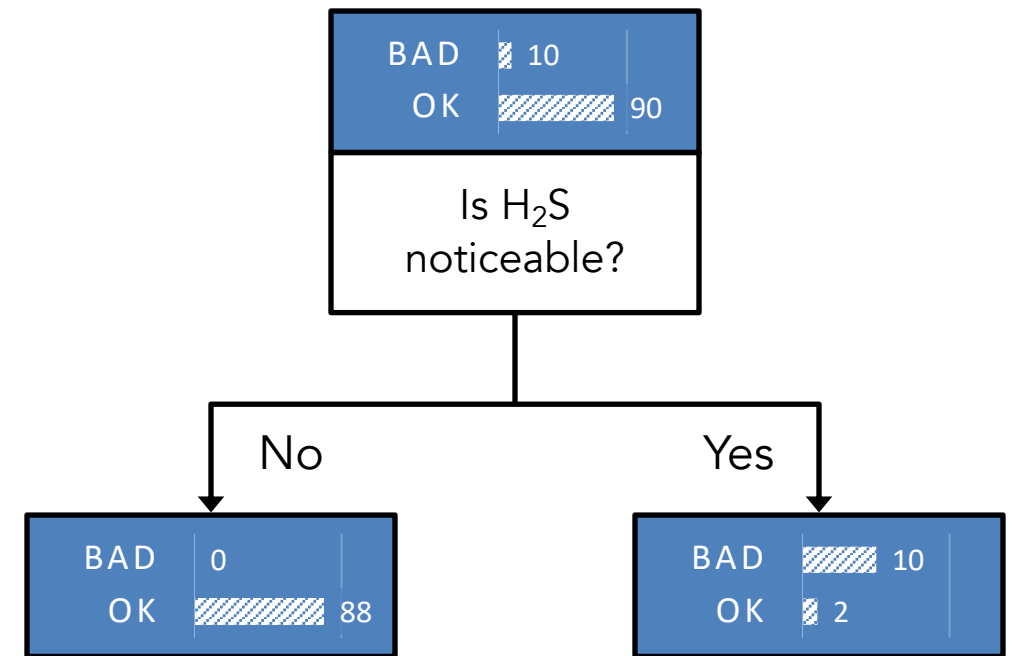 BAD 10
OK 90
Is H₂S
noticeable?
No
Yes
BAD 0
OK 88
BAD 10
OK 2